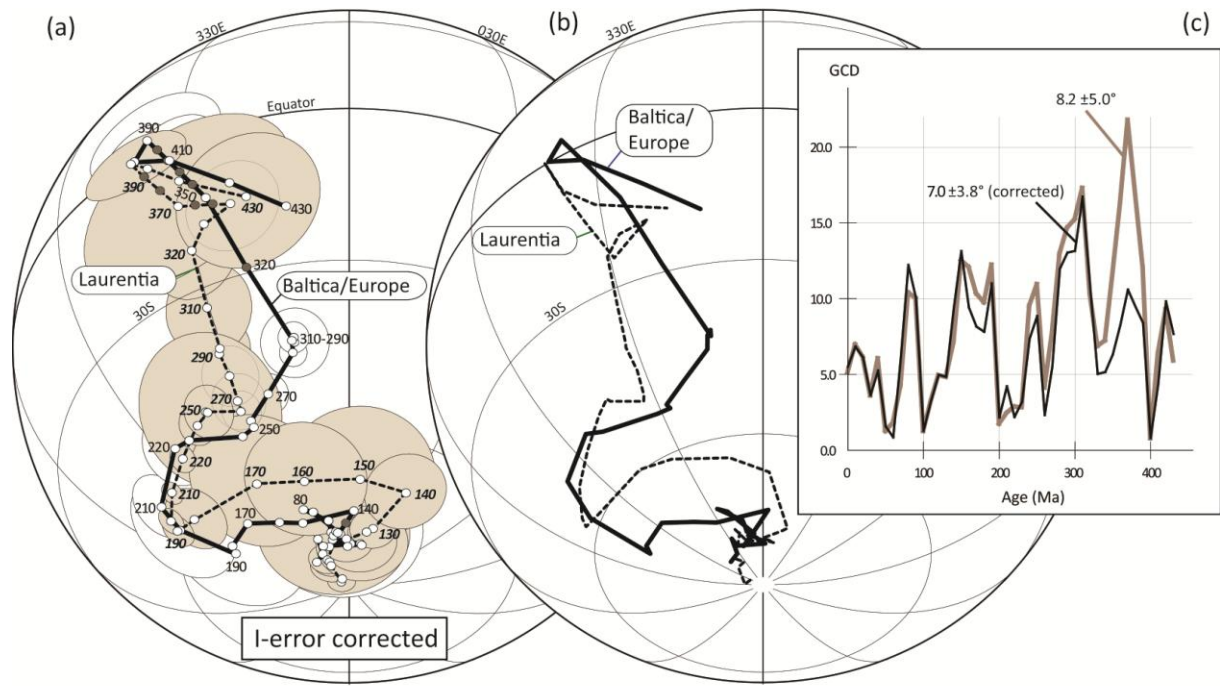 (a)
330E
030E
Equator
390
410
390
350
370
430
430
320
320
Laurentia
Baltica/Europe
30S
310
310-290
290
270
270
250
250
220
220
210
210
170
160
150
140
80
140
170
130
190
190
I-error corrected
(b)
330E
Baltica/
Europe
Laurentia
30S
(c)
GCD
8.2 ±5.0°
7.0 ±3.8° (corrected)
20.0
15.0
10.0
5.0
0.0
0
100
200
300
400
Age (Ma)